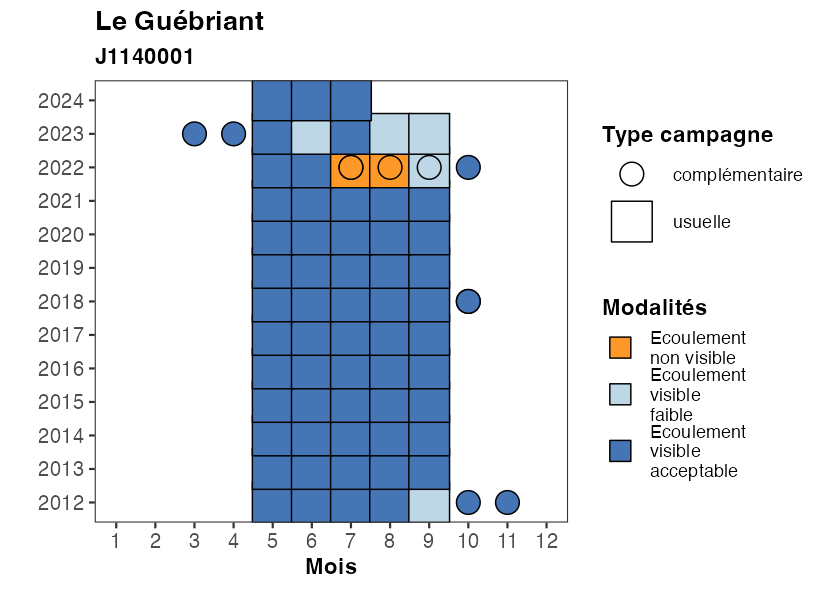 Le Guébriant
J1140001
2024
2023
2022
2021
2020
2019
2018
2017
2016
2015
2014
2013
2012
1 2 3 4 5 6 7 8 9 10 11 12
Mois
Type campagne
complémentaire
usuelle
Modalités
Ecoulement
non visible
Ecoulement
visible
faible
Ecoulement
visible
acceptable